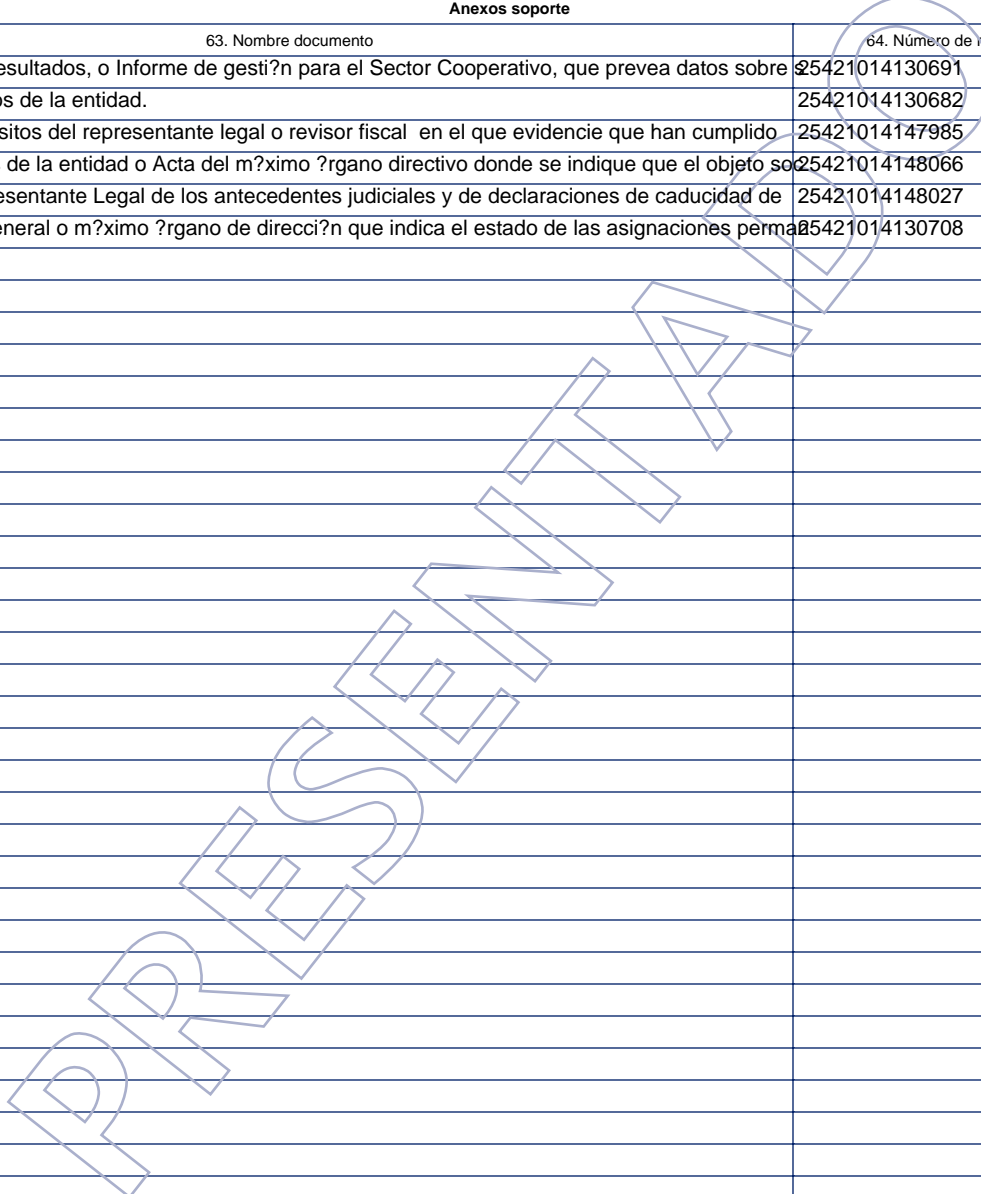 Anexos soporte
63. Nombre documento 64. Número de
esultados, o Informe de gesti?n para el Sector Cooperativo, que prevea datos sobre s 25421014130691
os de la entidad. 25421014130682
sitos del representante legal o revisor fiscal en el que evidencie que han cumplido 25421014147985
de la entidad o Acta del m?ximo ?rgano directivo donde se indique que el objeto soc 25421014148066
esentante Legal de los antecedentes judiciales y de declaraciones de caducidad de 25421014148027
eneral o m?ximo ?rgano de direcci?n que indica el estado de las asignaciones perman 25421014130708
PRESENTADO